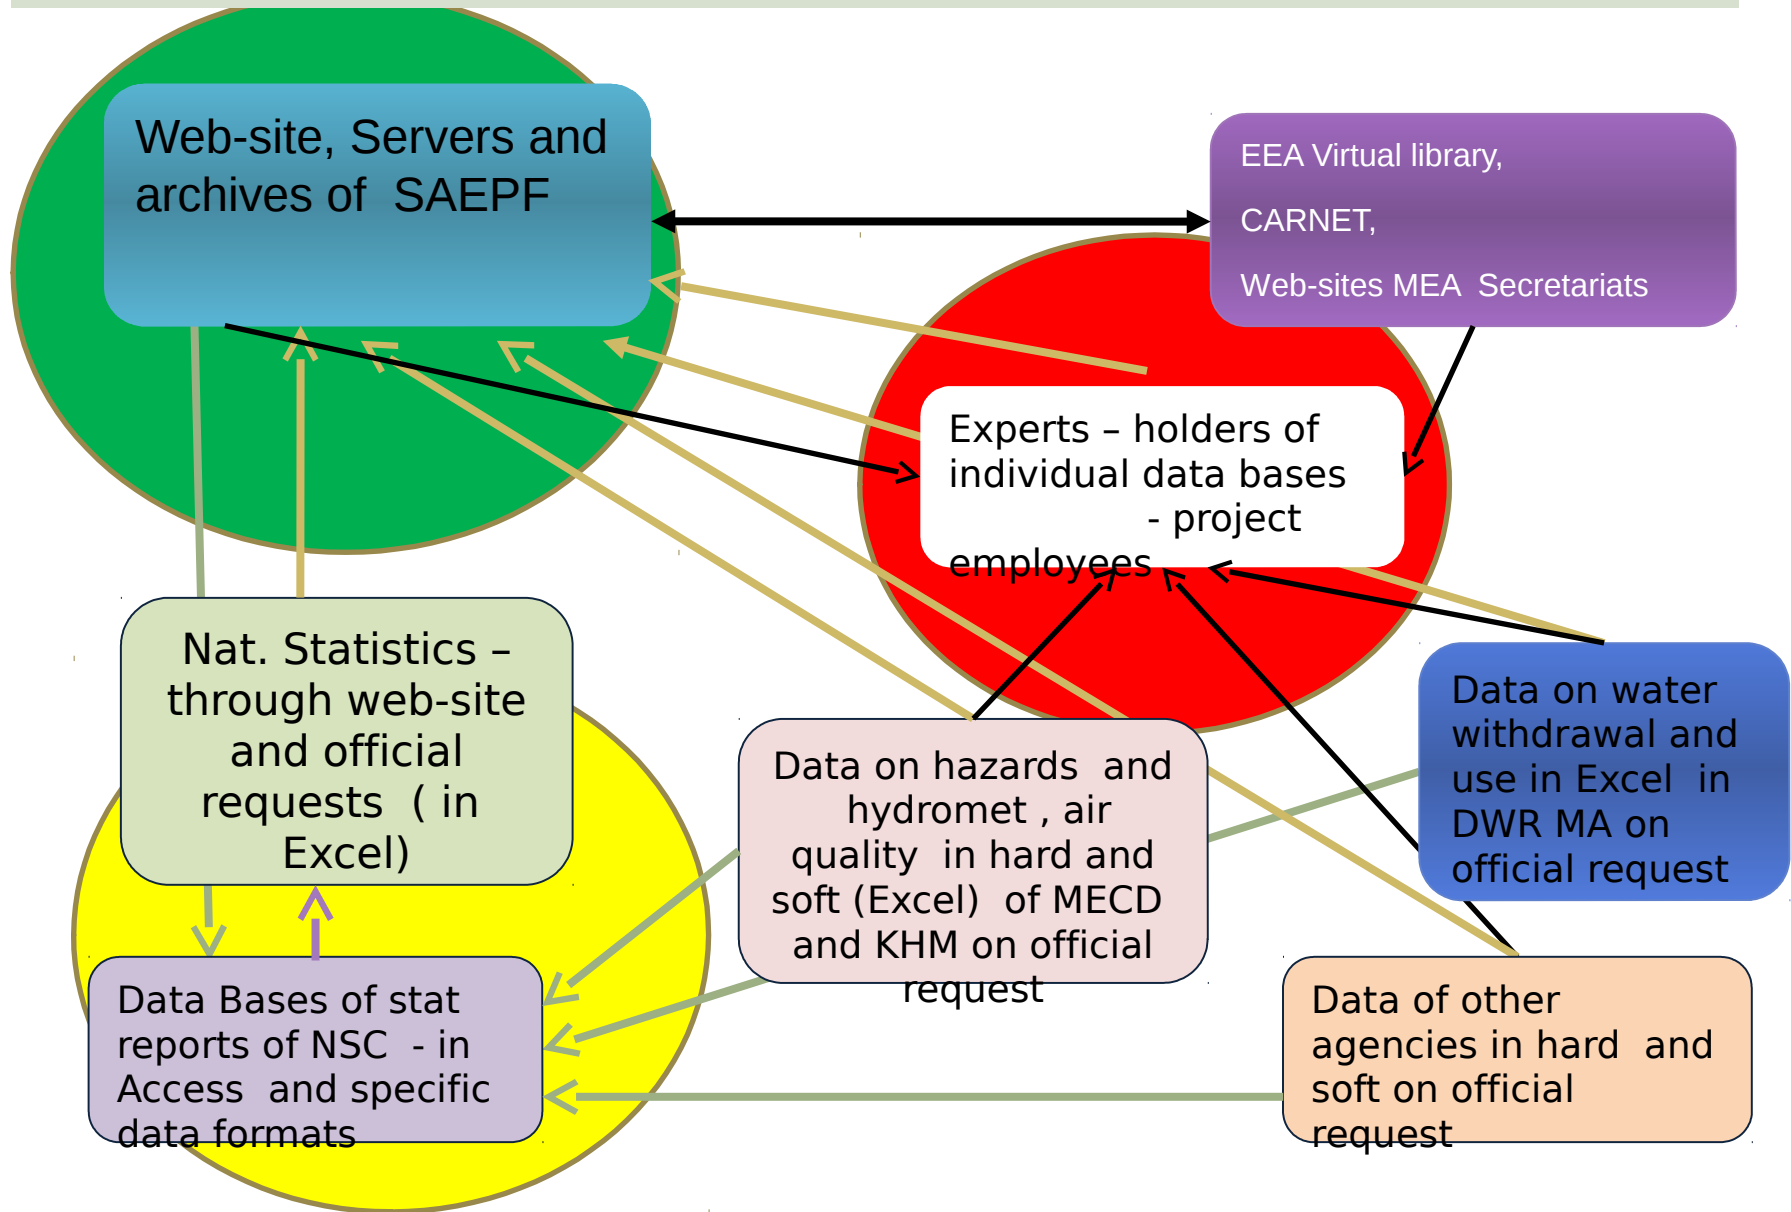 Web-site, Servers and
archives of  SAEPF
EEA Virtual library,
CARNET,
Web-sites MEA  Secretariats
Experts – holders of
individual data bases
- project
employees
Nat. Statistics –
through web-site
and official
requests  ( in
Excel)
Data on hazards  and
hydromet , air
quality  in hard and
soft (Excel)  of MECD
and KHM on official
request
Data on water
withdrawal and
use in Excel  in
DWR MA on
official request
Data Bases of stat
reports of NSC  - in
Access  and specific
data formats
Data of other
agencies in hard  and
soft on official
request